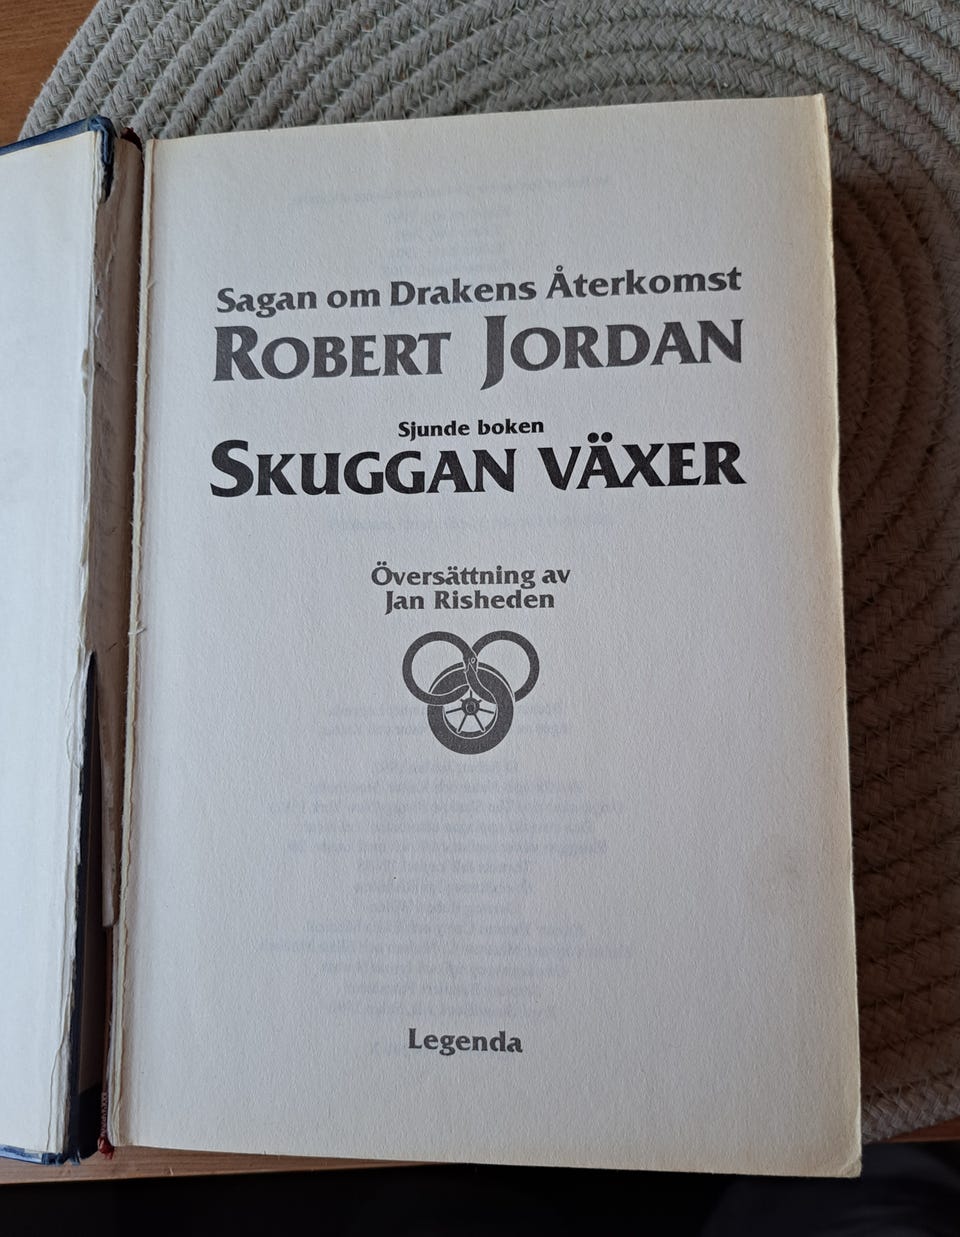 Sagan om Drakens Återkomst
ROBERT JORDAN
Sjunde boken
SKUGGAN VÄXER
Översättning av
Jan Risheden
Legenda